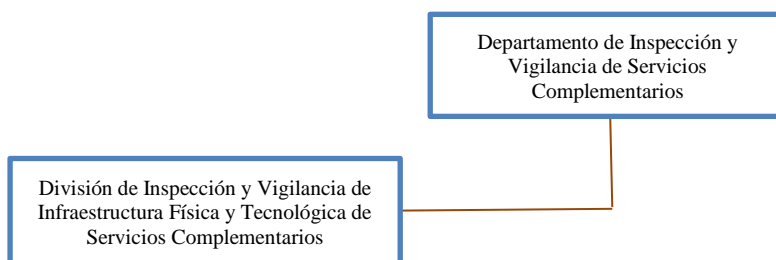 Departamento de Inspección y
Vigilancia de Servicios
Complementarios
División de Inspección y Vigilancia de
Infraestructura Física y Tecnológica de
Servicios Complementarios